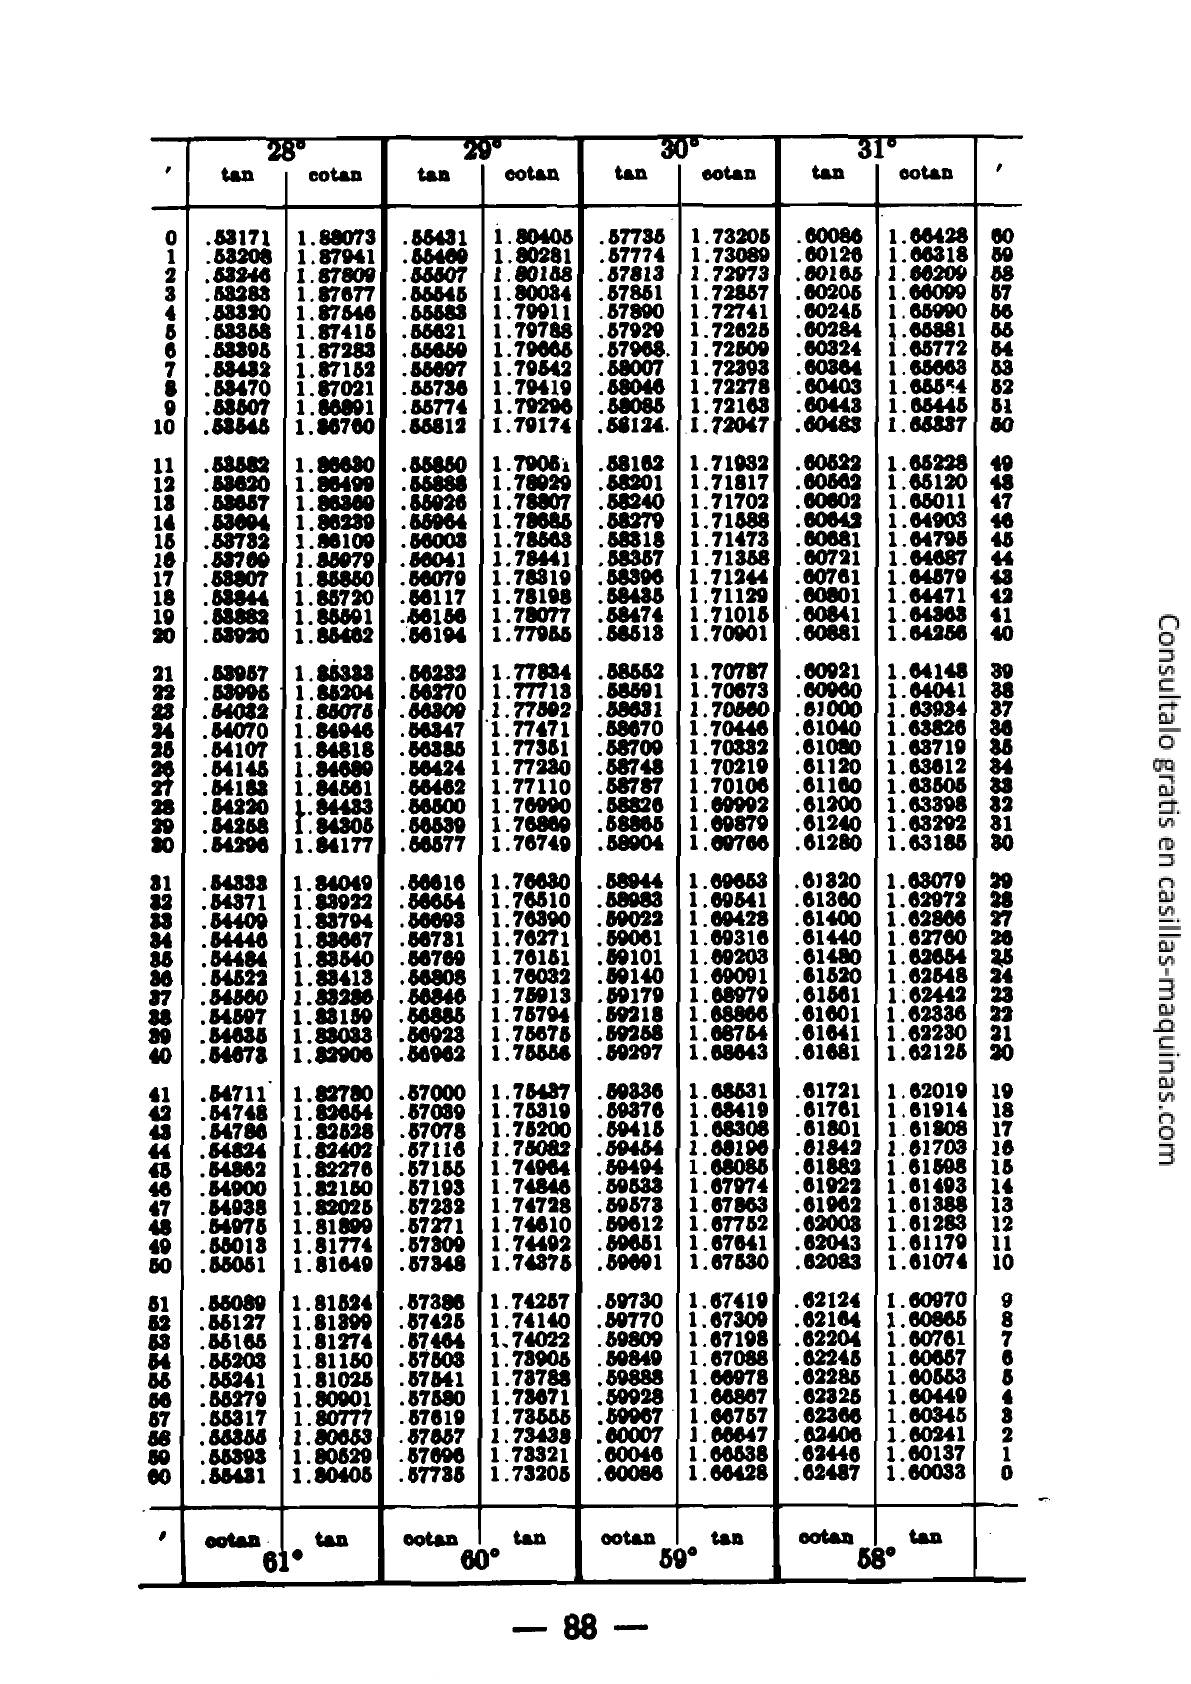 28° 29° 30° 31°
′ tan cotan tan cotan tan cotan tan cotan ′
0 .53171 1.88073 .55431 1.80405 .57735 1.73205 .60086 1.66428 60
1 .53208 1.87941 .55469 1.80281 .57774 1.73089 .60126 1.66318 59
2 .53246 1.87809 .55507 1.80158 .57813 1.72973 .60165 1.66209 58
3 .53283 1.87677 .55545 1.80034 .57851 1.72857 .60205 1.66099 57
4 .53320 1.87546 .55583 1.79911 .57890 1.72741 .60245 1.65990 56
5 .53358 1.87415 .55621 1.79788 .57929 1.72625 .60284 1.65881 55
6 .53395 1.87283 .55659 1.79665 .57968 1.72509 .60324 1.65772 54
7 .53432 1.87152 .55697 1.79542 .58007 1.72393 .60364 1.65663 53
8 .53470 1.87021 .55736 1.79419 .58046 1.72278 .60403 1.65554 52
9 .53507 1.86891 .55774 1.79296 .58085 1.72163 .60443 1.65445 51
10 .53545 1.86760 .55812 1.79174 .58124 1.72047 .60483 1.65337 50
11 .53582 1.86630 .55850 1.79051 .58162 1.71932 .60522 1.65228 49
12 .53620 1.86499 .55888 1.78929 .58201 1.71817 .60562 1.65120 48
13 .53657 1.86369 .55926 1.78807 .58240 1.71702 .60602 1.65011 47
14 .53694 1.86239 .55964 1.78685 .58279 1.71588 .60642 1.64903 46
15 .53732 1.86109 .56003 1.78563 .58318 1.71473 .60681 1.64795 45
16 .53769 1.85979 .56041 1.78441 .58357 1.71358 .60721 1.64687 44
17 .53807 1.85850 .56079 1.78319 .58396 1.71244 .60761 1.64579 43
18 .53844 1.85720 .56117 1.78198 .58435 1.71129 .60801 1.64471 42
19 .53882 1.85591 .56156 1.78077 .58474 1.71015 .60841 1.64363 41
20 .53920 1.85462 .56194 1.77955 .58513 1.70901 .60881 1.64256 40
21 .53957 1.85333 .56232 1.77834 .58552 1.70787 .60921 1.64148 39
22 .53995 1.85204 .56270 1.77713 .58591 1.70673 .60960 1.64041 38
23 .54032 1.85075 .56309 1.77592 .58631 1.70560 .61000 1.63934 37
24 .54070 1.84946 .56347 1.77471 .58670 1.70446 .61040 1.63826 36
25 .54107 1.84818 .56385 1.77351 .58709 1.70332 .61080 1.63719 35
26 .54145 1.84689 .56424 1.77230 .58748 1.70219 .61120 1.63612 34
27 .54183 1.84561 .56462 1.77110 .58787 1.70106 .61160 1.63505 33
28 .54220 1.84433 .56500 1.76990 .58826 1.69992 .61200 1.63398 32
29 .54258 1.84305 .56539 1.76869 .58865 1.69879 .61240 1.63292 31
30 .54296 1.84177 .56577 1.76749 .58904 1.69766 .61280 1.63185 30
31 .54333 1.84049 .56616 1.76630 .58944 1.69653 .61320 1.63079 29
32 .54371 1.83922 .56654 1.76510 .58983 1.69541 .61360 1.62972 28
33 .54409 1.83794 .56693 1.76390 .59022 1.69428 .61400 1.62866 27
34 .54446 1.83667 .56731 1.76271 .59061 1.69316 .61440 1.62760 26
35 .54484 1.83540 .56769 1.76151 .59101 1.69203 .61480 1.62654 25
36 .54522 1.83413 .56808 1.76032 .59140 1.69091 .61520 1.62548 24
37 .54560 1.83286 .56846 1.75913 .59179 1.68979 .61561 1.62442 23
38 .54597 1.83159 .56885 1.75794 .59218 1.68866 .61601 1.62336 22
39 .54635 1.83033 .56923 1.75675 .59258 1.68754 .61641 1.62230 21
40 .54673 1.82906 .56962 1.75556 .59297 1.68643 .61681 1.62125 20
41 .54711 1.82780 .57000 1.75437 .59336 1.68531 .61721 1.62019 19
42 .54748 1.82654 .57039 1.75319 .59376 1.68419 .61761 1.61914 18
43 .54786 1.82528 .57078 1.75200 .59415 1.68308 .61801 1.61808 17
44 .54824 1.82402 .57116 1.75082 .59454 1.68196 .61842 1.61703 16
45 .54862 1.82276 .57155 1.74964 .59494 1.68085 .61882 1.61598 15
46 .54900 1.82150 .57193 1.74846 .59533 1.67974 .61922 1.61493 14
47 .54938 1.82025 .57232 1.74728 .59573 1.67863 .61962 1.61388 13
48 .54975 1.81899 .57271 1.74610 .59612 1.67752 .62003 1.61283 12
49 .55013 1.81774 .57309 1.74492 .59651 1.67641 .62043 1.61179 11
50 .55051 1.81649 .57348 1.74375 .59691 1.67530 .62083 1.61074 10
51 .55089 1.81524 .57386 1.74257 .59730 1.67419 .62124 1.60970 9
52 .55127 1.81399 .57425 1.74140 .59770 1.67309 .62164 1.60865 8
53 .55165 1.81274 .57464 1.74022 .59809 1.67198 .62204 1.60761 7
54 .55203 1.81150 .57503 1.73905 .59849 1.67088 .62245 1.60657 6
55 .55241 1.81025 .57541 1.73788 .59888 1.66978 .62285 1.60553 5
56 .55279 1.80901 .57580 1.73671 .59928 1.66867 .62325 1.60449 4
57 .55317 1.80777 .57619 1.73555 .59967 1.66757 .62366 1.60345 3
58 .55355 1.80653 .57657 1.73438 .60007 1.66647 .62406 1.60241 2
59 .55393 1.80529 .57696 1.73321 .60046 1.66538 .62446 1.60137 1
60 .55431 1.80405 .57735 1.73205 .60086 1.66428 .62487 1.60033 0
′ cotan tan cotan tan cotan tan cotan tan
61° 60° 59° 58°
— 88 —
Consultalo gratis en casillas-maquinas.com